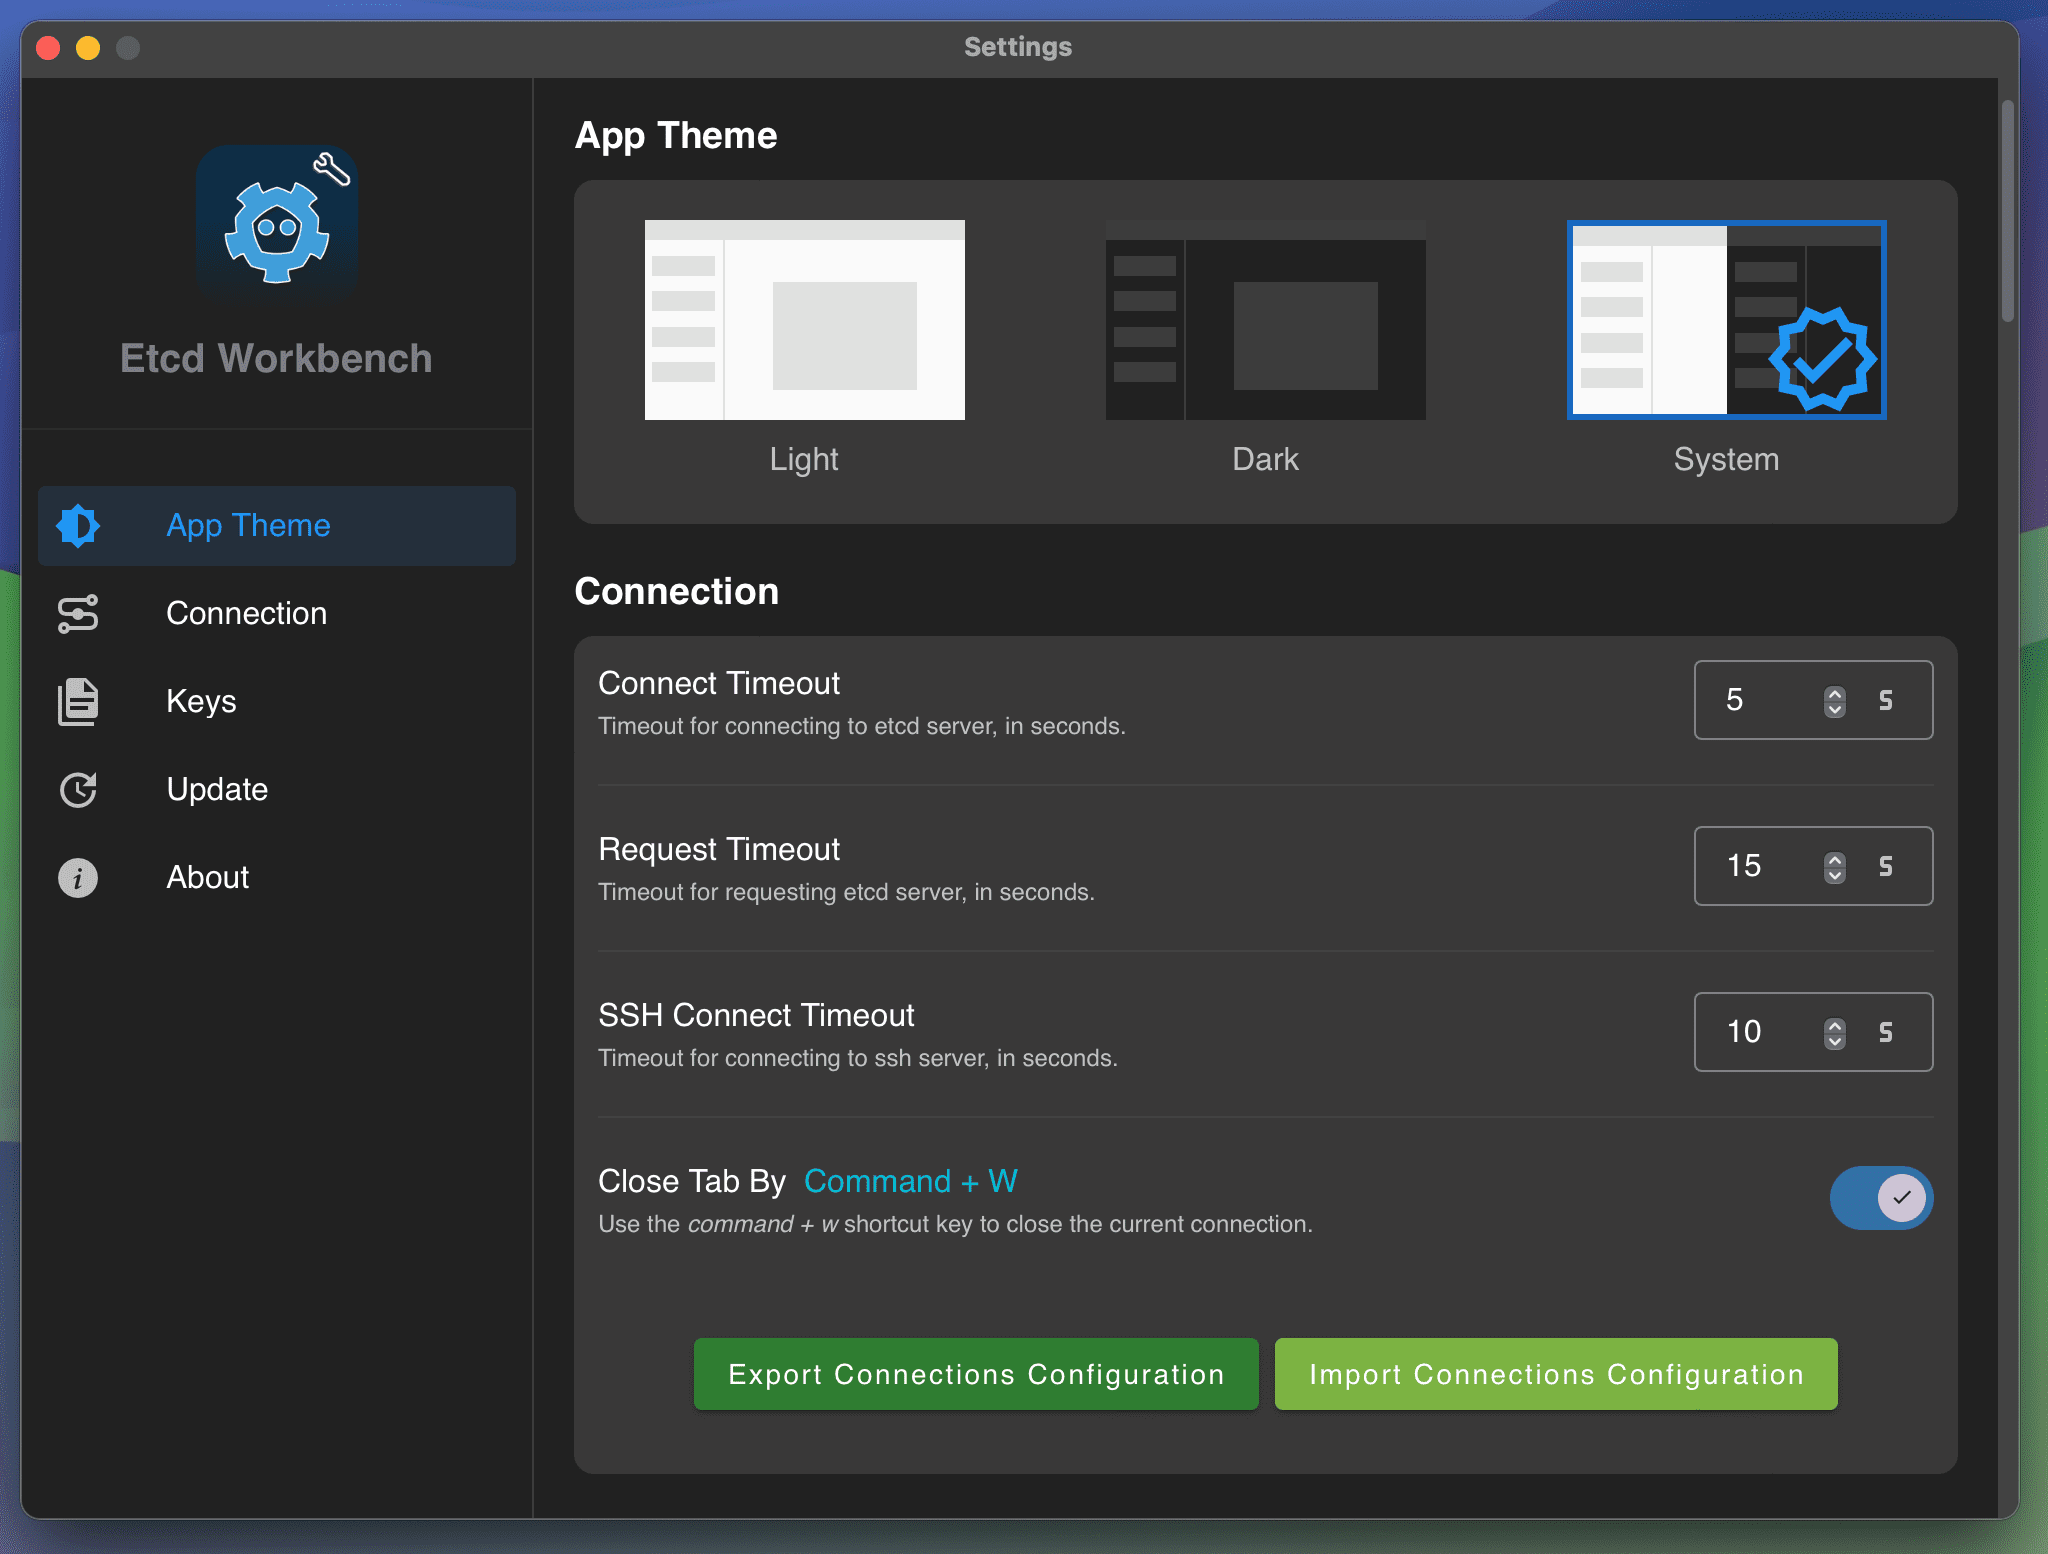 Settings
Etcd Workbench
App Theme
Connection
Keys
Update
About
App Theme
Light
Dark
System
Connection
Connect Timeout
Timeout for connecting to etcd server, in seconds.
5 S
Request Timeout
Timeout for requesting etcd server, in seconds.
15 S
SSH Connect Timeout
Timeout for connecting to ssh server, in seconds.
10 S
Close Tab By Command + W
Use the command + w shortcut key to close the current connection.
Export Connections Configuration
Import Connections Configuration